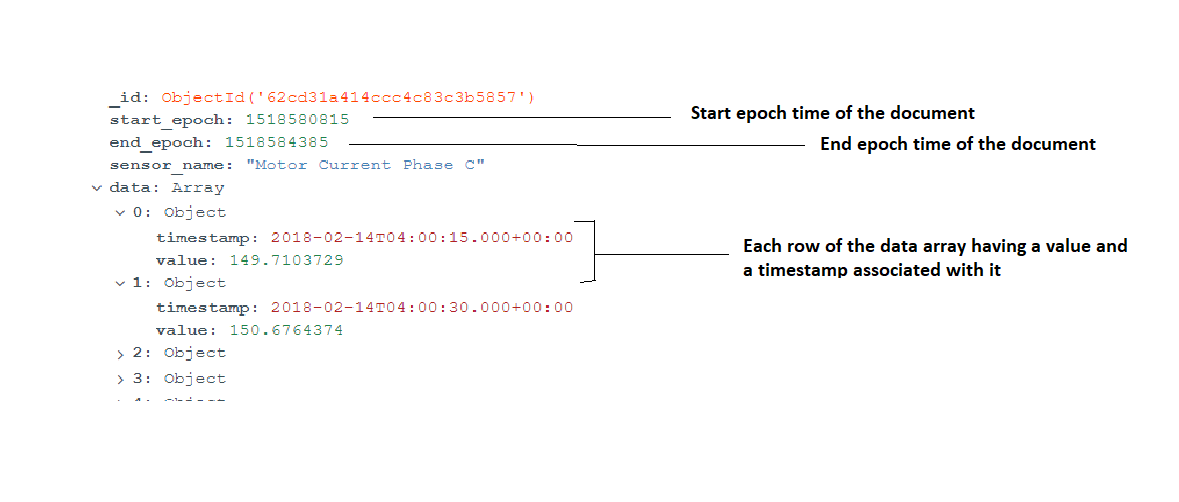 _id: ObjectId('62cd31a414ccc4c83c3b5857')
start_epoch: 1518580815
Start epoch time of the document
end_epoch: 1518584385
End epoch time of the document
sensor_name: "Motor Current Phase C"
data: Array
0: Object
timestamp: 2018-02-14T04:00:15.000+00:00
value: 149.7103729
Each row of the data array having a value and
a timestamp associated with it
1: Object
timestamp: 2018-02-14T04:00:30.000+00:00
value: 150.6764374
2: Object
3: Object